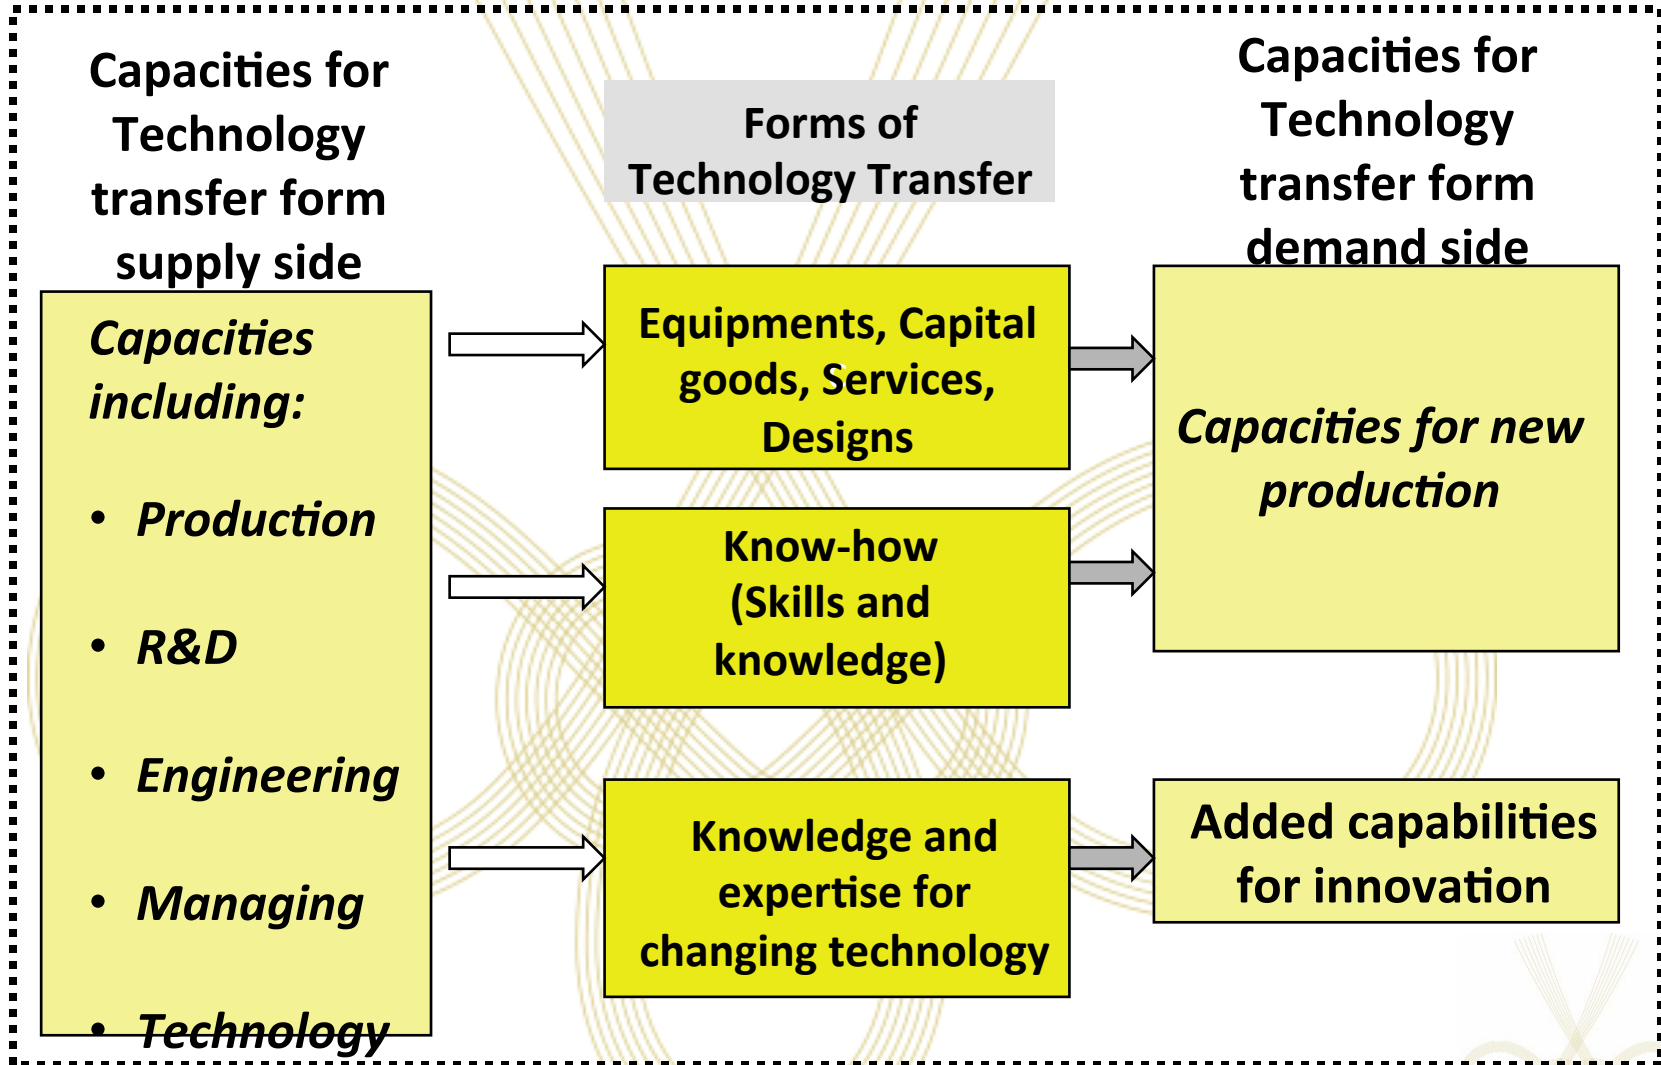 Capacities for
Technology
transfer form
supply side
Capacities
including:
• Production
• R&D
• Engineering
• Managing
• Technology
Forms of
Technology Transfer
Equipments, Capital
goods, Services,
Designs
Know-how
(Skills and
knowledge)
Knowledge and
expertise for
changing technology
Capacities for
Technology
transfer form
demand side
Capacities for new
production
Added capabilities
for innovation